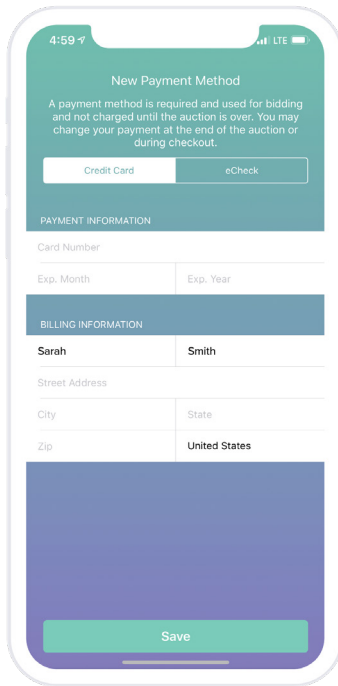 4:59 LTE
New Payment Method
A payment method is required and used for bidding
and not charged until the auction is over. You may
change your payment at the end of the auction or
during checkout.
Credit Card eCheck
PAYMENT INFORMATION
Card Number
Exp. Month Exp. Year
BILLING INFORMATION
Sarah Smith
Street Address
City State
Zip United States
Save